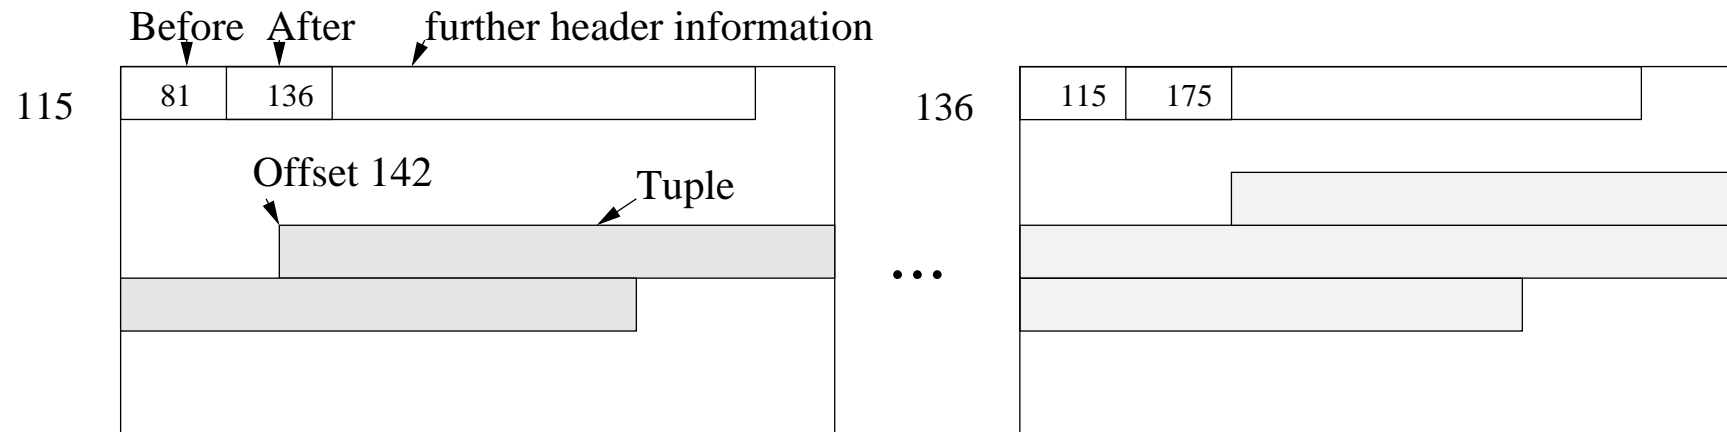 Before After further header information
115 81 136 136 115 175
Offset 142 Tuple
...